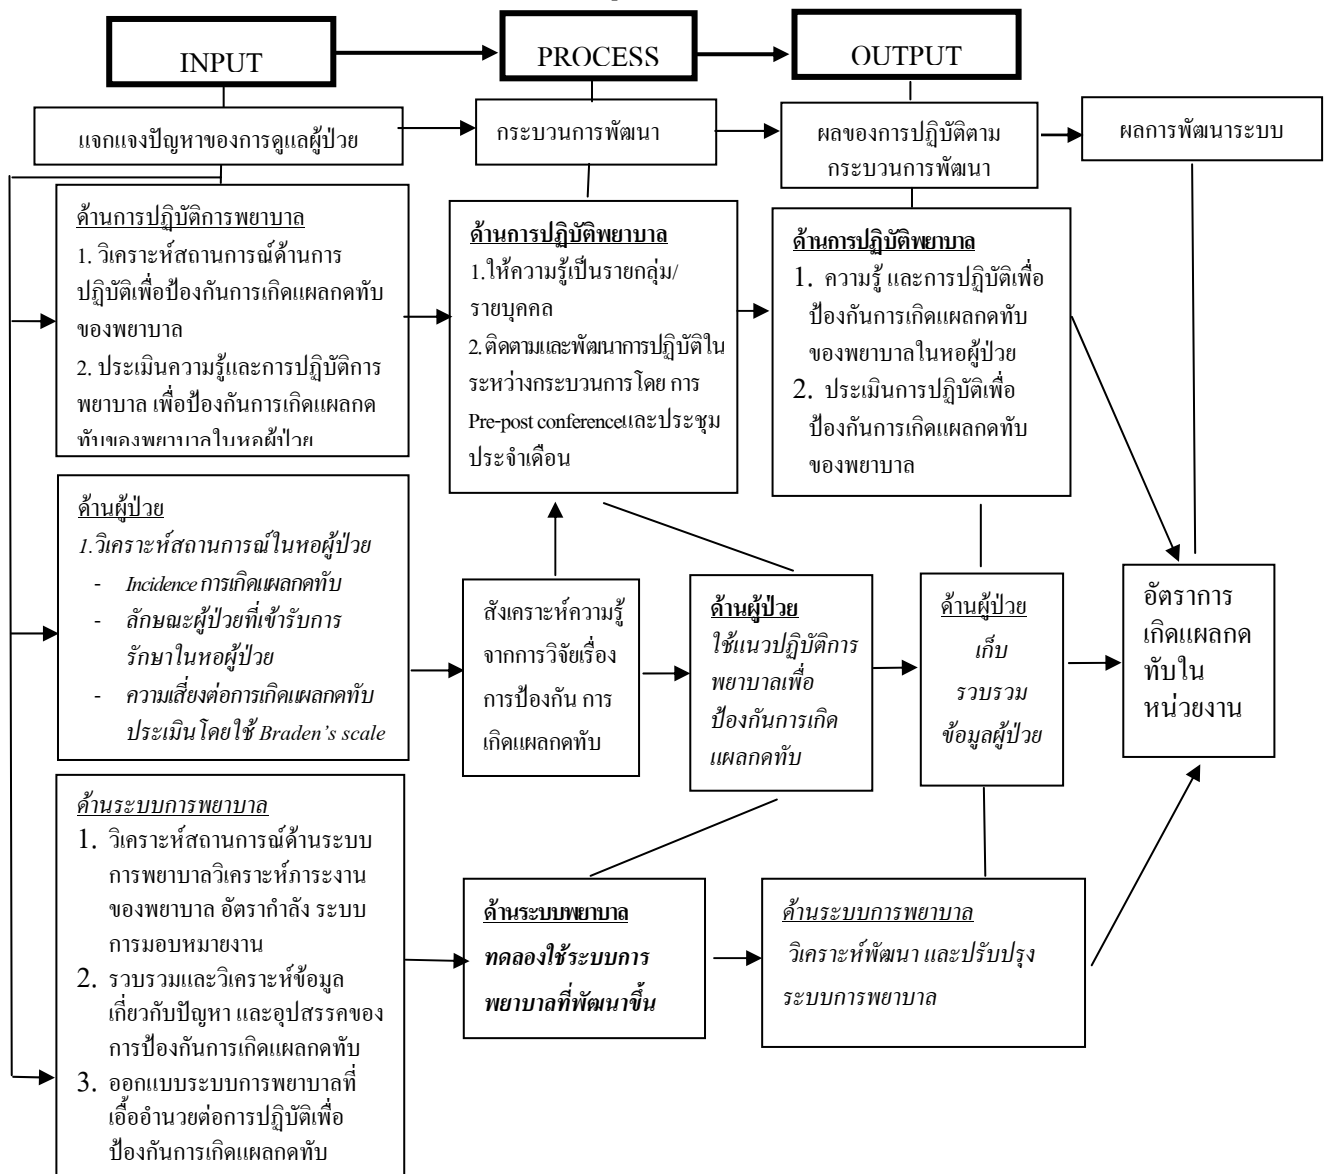 INPUT
PROCESS
OUTPUT
แจกแจงปัญหาของการดูแลผู้ป่วย
กระบวนการพัฒนา
ผลของการปฏิบัติตาม
กระบวนการพัฒนา
ผลการพัฒนาระบบ
ด้านการปฏิบัติการพยาบาล
1. วิเคราะห์สถานการณ์ด้านการ
ปฏิบัติเพื่อป้องกันการเกิดแผลกดทับ
ของพยาบาล
2. ประเมินความรู้และการปฏิบัติการ
พยาบาล เพื่อป้องกันการเกิดแผลกด
ทับของพยาบาลในหอผู้ป่วย
ด้านการปฏิบัติพยาบาล
1.ให้ความรู้เป็นรายกลุ่ม/
รายบุคคล
2.ติดตามและพัฒนาการปฏิบัติใน
ระหว่างกระบวนการโดย การ
Pre-post conferenceและประชุม
ประจำเดือน
ด้านการปฏิบัติพยาบาล
1. ความรู้ และการปฏิบัติเพื่อ
ป้องกันการเกิดแผลกดทับ
ของพยาบาลในหอผู้ป่วย
2. ประเมินการปฏิบัติเพื่อ
ป้องกันการเกิดแผลกดทับ
ของพยาบาล
ด้านผู้ป่วย
1.วิเคราะห์สถานการณ์ในหอผู้ป่วย
- Incidence การเกิดแผลกดทับ
- ลักษณะผู้ป่วยที่เข้ารับการ
รักษาในหอผู้ป่วย
- ความเสี่ยงต่อการเกิดแผลกดทับ
ประเมินโดยใช้ Braden's scale
สังเคราะห์ความรู้
จากการวิจัยเรื่อง
การป้องกัน การ
เกิดแผลกดทับ
ด้านผู้ป่วย
ใช้แนวปฏิบัติการ
พยาบาลเพื่อ
ป้องกันการเกิด
แผลกดทับ
ด้านผู้ป่วย
เก็บ
รวบรวม
ข้อมูลผู้ป่วย
อัตราการ
เกิดแผลกด
ทับใน
หน่วยงาน
ด้านระบบการพยาบาล
1. วิเคราะห์สถานการณ์ด้านระบบ
การพยาบาลวิเคราะห์ภาระงาน
ของพยาบาล อัตรากำลัง ระบบ
การมอบหมายงาน
2. รวบรวมและวิเคราะห์ข้อมูล
เกี่ยวกับปัญหา และอุปสรรคของ
การป้องกันการเกิดแผลกดทับ
3. ออกแบบระบบการพยาบาลที่
เอื้ออำนวยต่อการปฏิบัติเพื่อ
ป้องกันการเกิดแผลกดทับ
ด้านระบบพยาบาล
ทดลองใช้ระบบการ
พยาบาลที่พัฒนาขึ้น
ด้านระบบการพยาบาล
วิเคราะห์พัฒนา และปรับปรุง
ระบบการพยาบาล